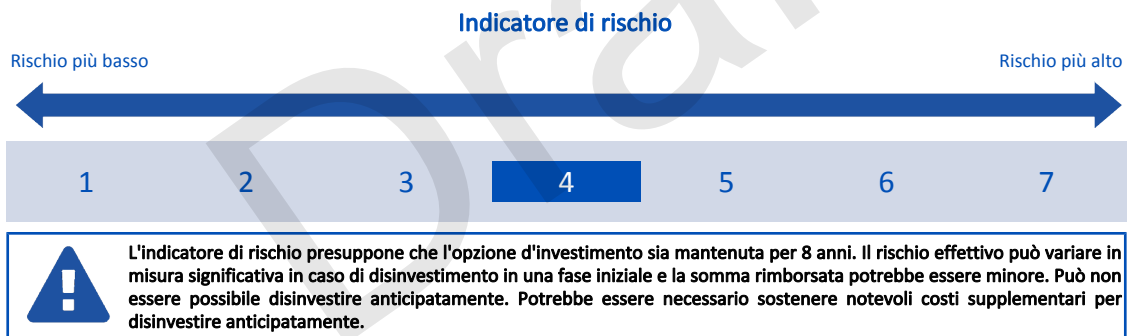 Indicatore di rischio
Rischio più basso
Rischio più alto
1 2 3 4 5 6 7
L'indicatore di rischio presuppone che l'opzione d'investimento sia mantenuta per 8 anni. Il rischio effettivo può variare in
misura significativa in caso di disinvestimento in una fase iniziale e la somma rimborsata potrebbe essere minore. Può non
essere possibile disinvestire anticipatamente. Potrebbe essere necessario sostenere notevoli costi supplementari per
disinvestire anticipatamente.